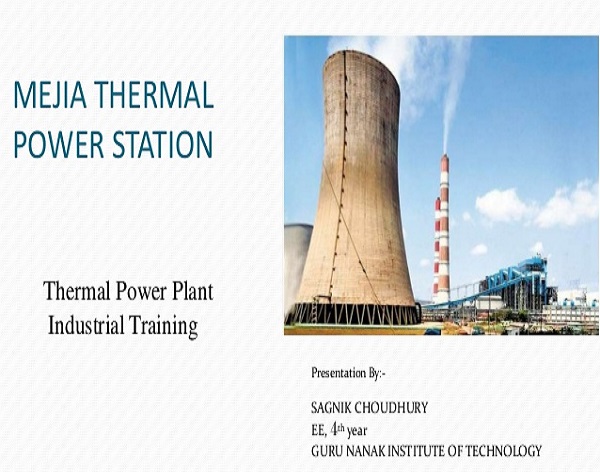 MEJIA THERMAL
POWER STATION
Thermal Power Plant
Industrial Training
Presentation By:-
SAGNIK CHOUDHURY
EE, 4th year
GURU NANAK INSTITUTE OF TECHNOLOGY